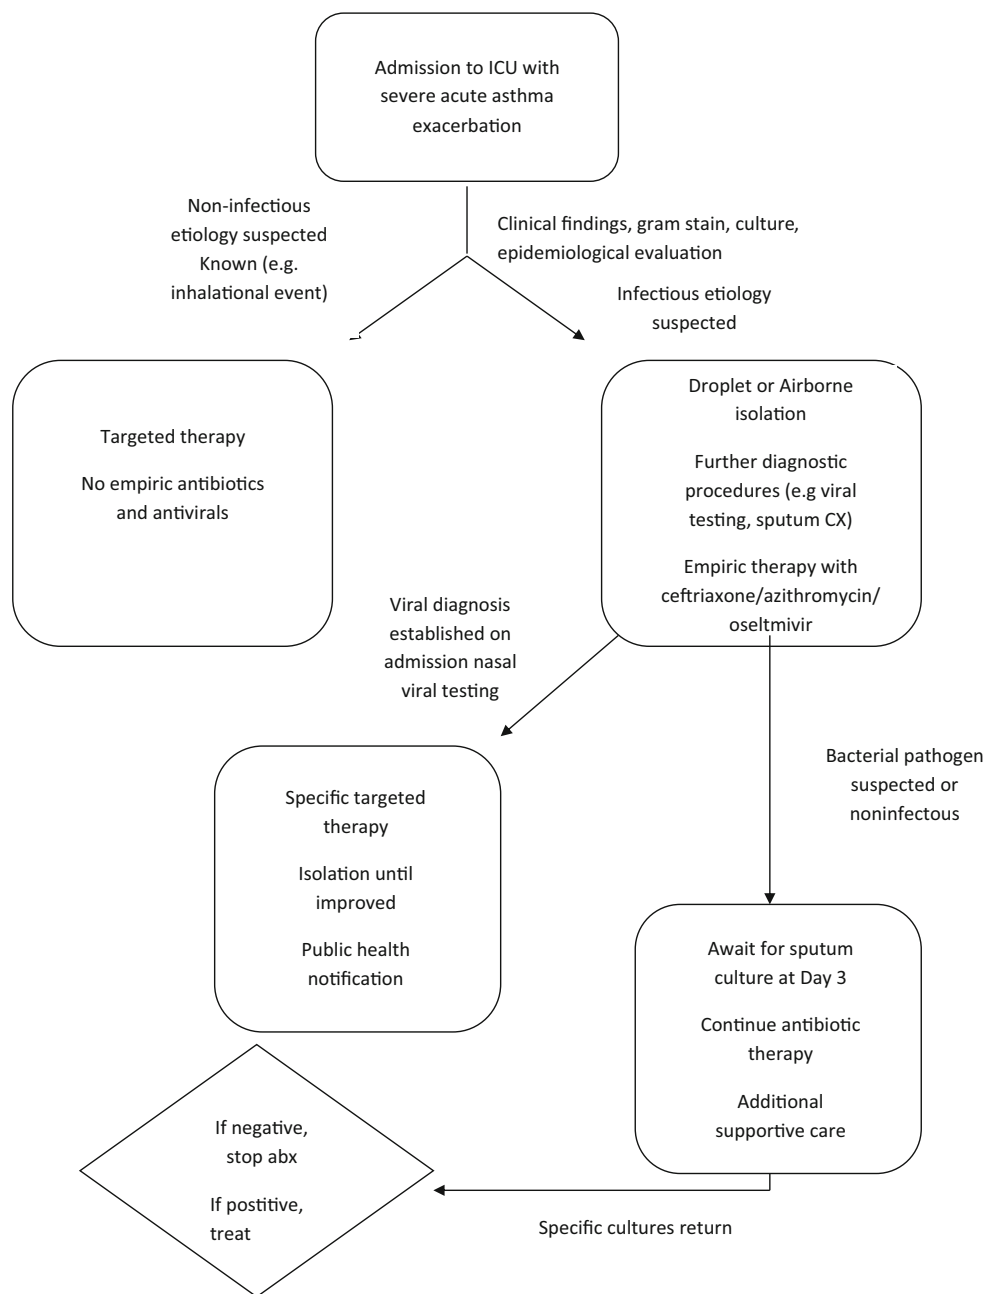 Admission to ICU with
severe acute asthma
exacerbation
Non-infectious
etiology suspected
Known (e.g.
inhalational event)
Clinical findings, gram stain, culture,
epidemiological evaluation
Infectious etiology
suspected
Targeted therapy
No empiric antibiotics
and antivirals
Droplet or Airborne
isolation
Further diagnostic
procedures (e.g viral
testing, sputum CX)
Empiric therapy with
ceftriaxone/azithromycin/
oseltmivir
Viral diagnosis
established on
admission nasal
viral testing
Bacterial pathogen
suspected or
noninfectous
Specific targeted
therapy
Isolation until
improved
Public health
notification
Await for sputum
culture at Day 3
Continue antibiotic
therapy
Additional
supportive care
If negative,
stop abx
If postitive,
treat
Specific cultures return